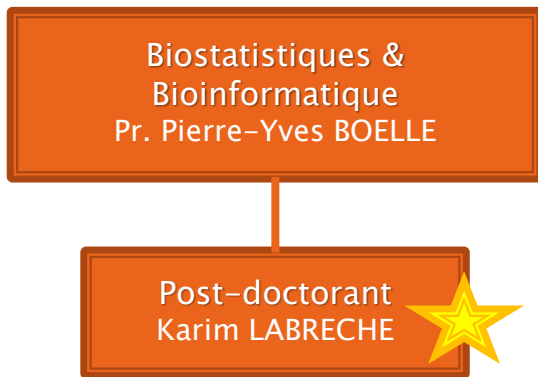 Biostatistiques &
Bioinformatique
Pr. Pierre-Yves BOELLE
Post-doctorant
Karim LABRECHE